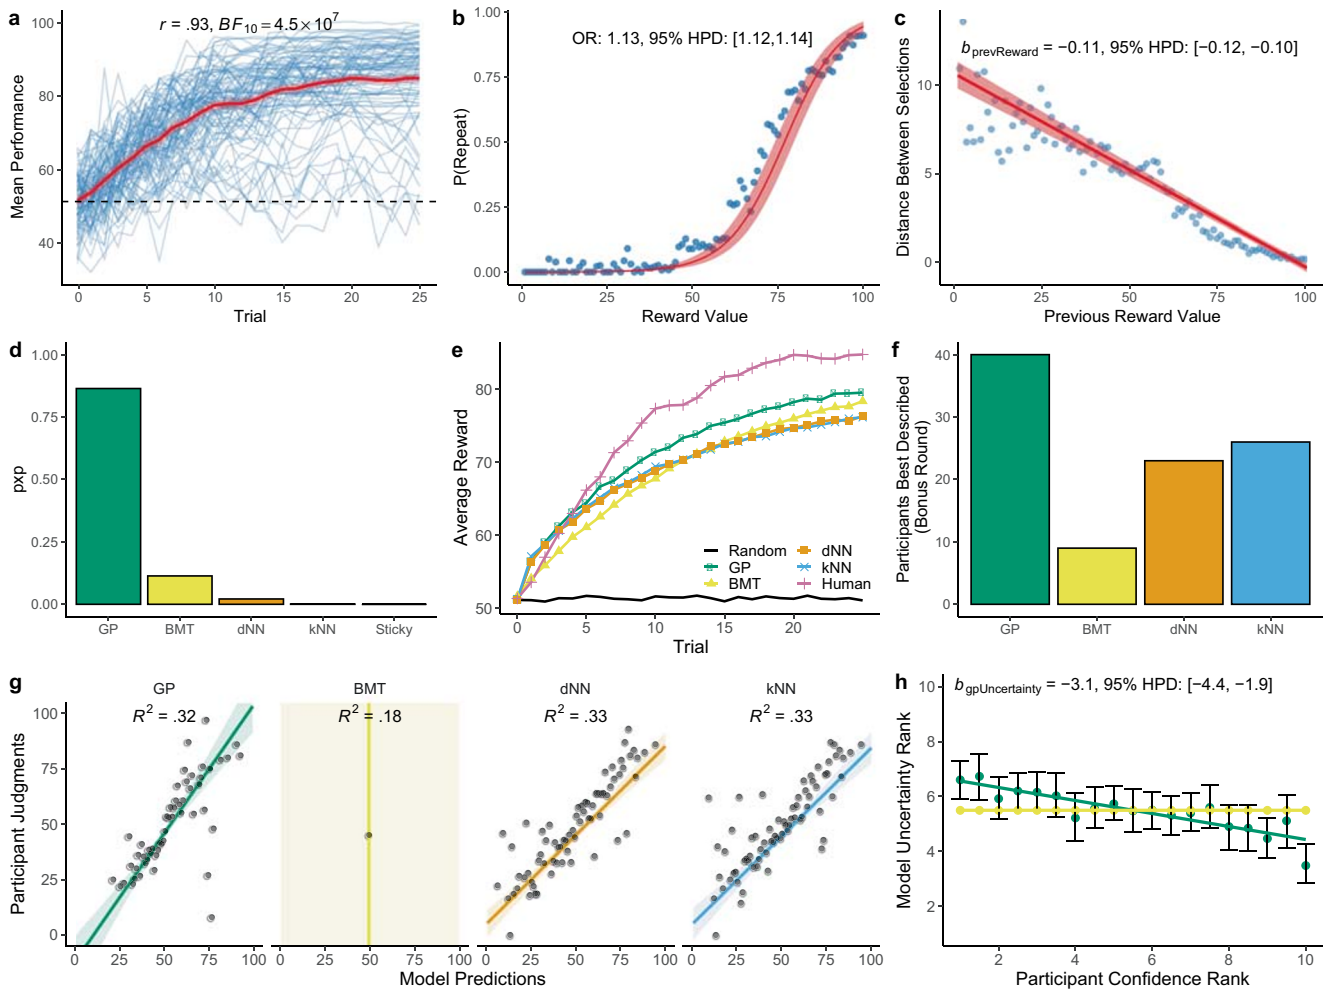 a
r = .93, BF10 = 4.5×10^7
Mean Performance
100
80
60
40
0
5
10
15
20
25
Trial
b
OR: 1.13, 95% HPD: [1.12,1.14]
P(Repeat)
1.00
0.75
0.50
0.25
0.00
0
25
50
75
100
Reward Value
c
b prevReward = −0.11, 95% HPD: [−0.12, −0.10]
Distance Between Selections
10
5
0
0
25
50
75
100
Previous Reward Value
d
pxp
1.00
0.75
0.50
0.25
0.00
GP
BMT
dNN
kNN
Sticky
e
Average Reward
80
70
60
50
0
5
10
15
20
Trial
Random
GP
BMT
dNN
kNN
Human
f
Participants Best Described
(Bonus Round)
40
30
20
10
0
GP
BMT
dNN
kNN
g
Participant Judgments
100
75
50
25
0
GP
R² = .32
0 25 50 75 100
BMT
R² = .18
0 25 50 75 100
dNN
R² = .33
0 25 50 75 100
kNN
R² = .33
0 25 50 75 100
Model Predictions
h
b gpUncertainty = −3.1, 95% HPD: [−4.4, −1.9]
Model Uncertainty Rank
10
8
6
4
2
2
4
6
8
10
Participant Confidence Rank